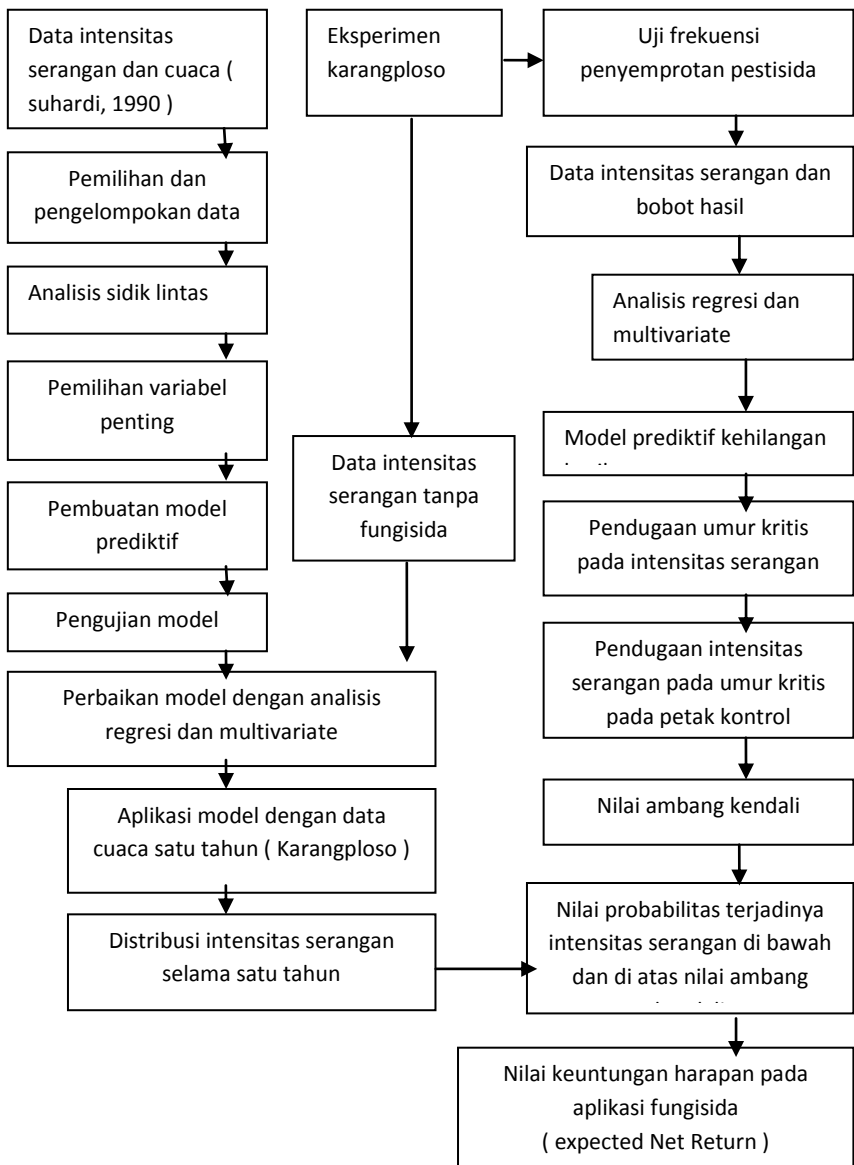 Data intensitas
serangan dan cuaca (
suhardi, 1990 )
Pemilihan dan
pengelompokan data
Analisis sidik lintas
Pemilihan variabel
penting
Pembuatan model
prediktif
Pengujian model
Perbaikan model dengan analisis
regresi dan multivariate
Aplikasi model dengan data
cuaca satu tahun ( Karangploso )
Distribusi intensitas serangan
selama satu tahun
Eksperimen
karangploso
Data intensitas
serangan tanpa
fungisida
Uji frekuensi
penyemprotan pestisida
Data intensitas serangan dan
bobot hasil
Analisis regresi dan
multivariate
Model prediktif kehilangan
Pendugaan umur kritis
pada intensitas serangan
Pendugaan intensitas
serangan pada umur kritis
pada petak kontrol
Nilai ambang kendali
Nilai probabilitas terjadinya
intensitas serangan di bawah
dan di atas nilai ambang
Nilai keuntungan harapan pada
aplikasi fungisida
( expected Net Return )